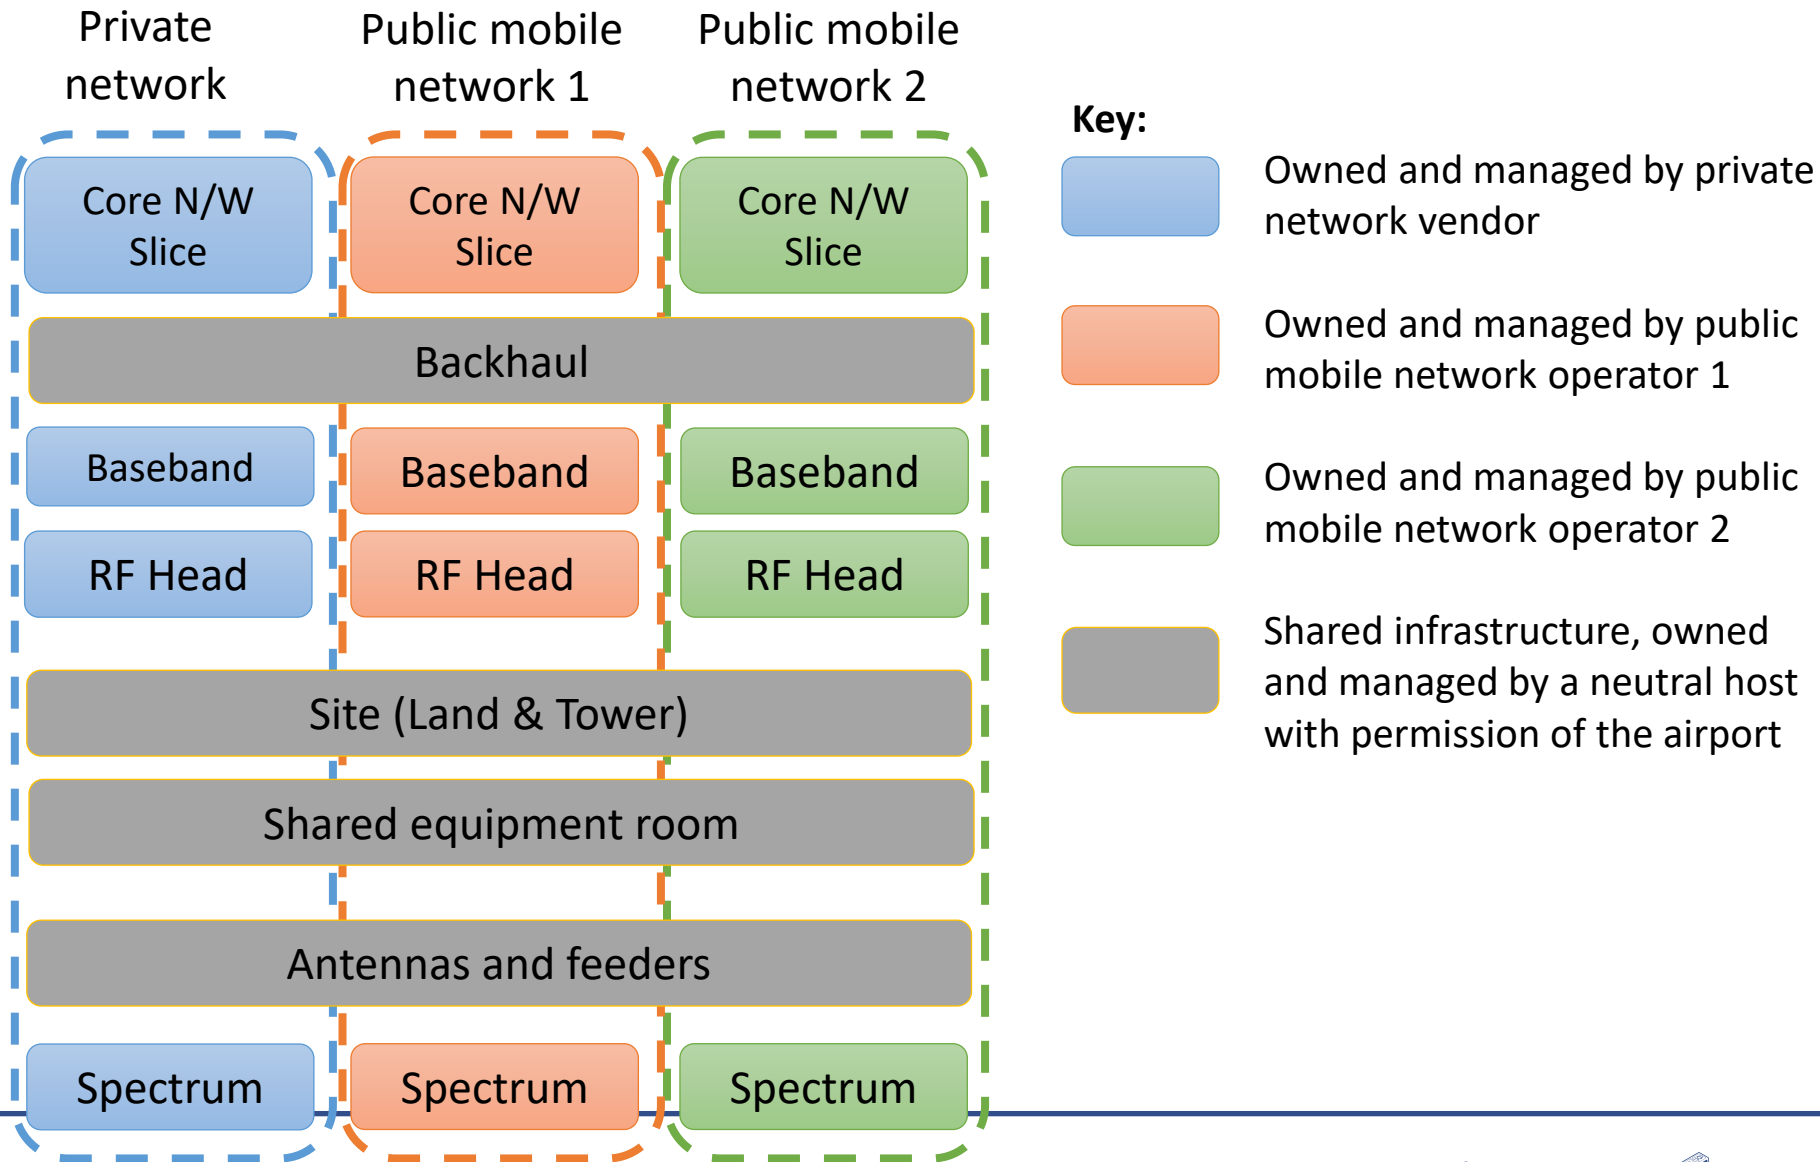 Private
network
Public mobile
network 1
Public mobile
network 2
Core N/W
Slice
Core N/W
Slice
Core N/W
Slice
Backhaul
Baseband
Baseband
Baseband
RF Head
RF Head
RF Head
Site (Land & Tower)
Shared equipment room
Antennas and feeders
Spectrum
Spectrum
Spectrum
Key:
Owned and managed by private
network vendor
Owned and managed by public
mobile network operator 1
Owned and managed by public
mobile network operator 2
Shared infrastructure, owned
and managed by a neutral host
with permission of the airport